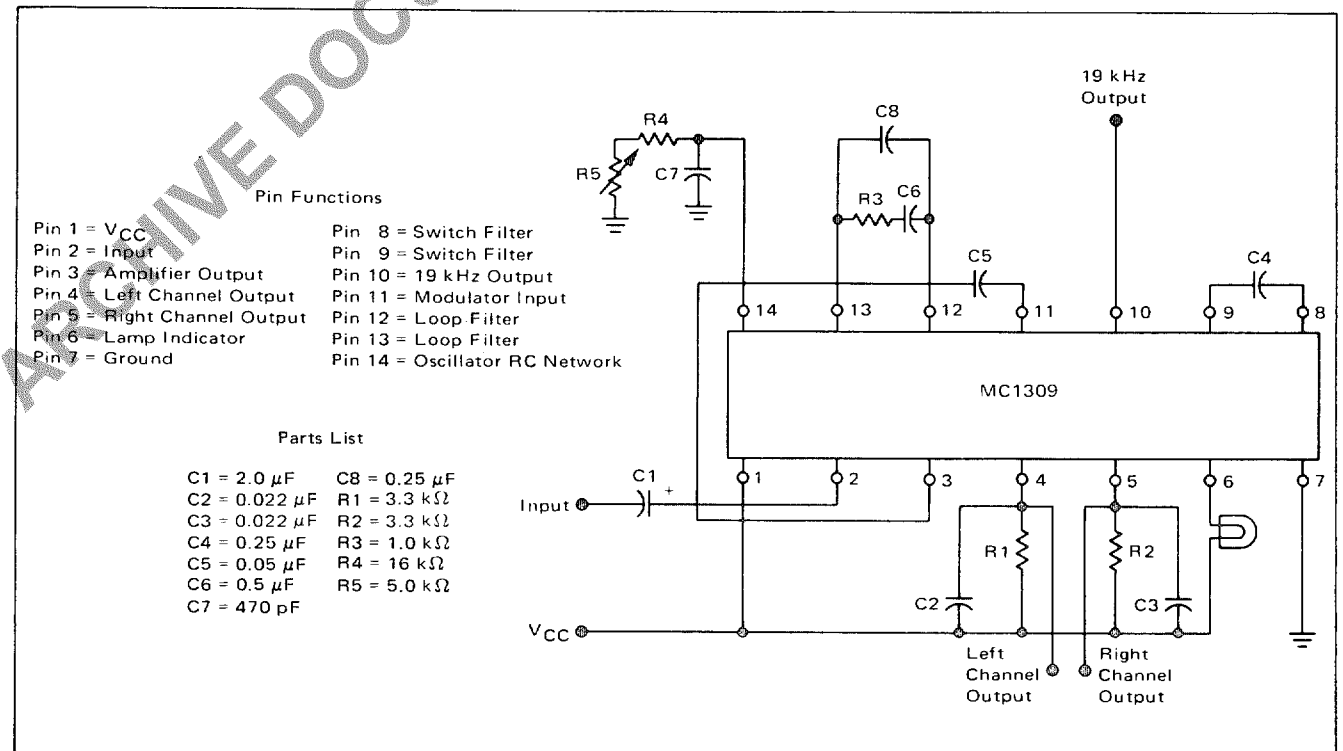 ARCHIVE DOCU
19 kHz
Output
C8
R4
R5
C7
R3
C6
C5
C4
Pin Functions
Pin 1 = VCC
Pin 2 = Input
Pin 3 = Amplifier Output
Pin 4 = Left Channel Output
Pin 5 = Right Channel Output
Pin 6 = Lamp Indicator
Pin 7 = Ground
Pin 8 = Switch Filter
Pin 9 = Switch Filter
Pin 10 = 19 kHz Output
Pin 11 = Modulator Input
Pin 12 = Loop Filter
Pin 13 = Loop Filter
Pin 14 = Oscillator RC Network
14 13 12 11 10 9 8
MC1309
Parts List
C1 = 2.0 μF
C2 = 0.022 μF
C3 = 0.022 μF
C4 = 0.25 μF
C5 = 0.05 μF
C6 = 0.5 μF
C7 = 470 pF
C8 = 0.25 μF
R1 = 3.3 kΩ
R2 = 3.3 kΩ
R3 = 1.0 kΩ
R4 = 16 kΩ
R5 = 5.0 kΩ
1 2 3 4 5 6 7
Input
C1
+
R1
R2
C2
C3
VCC
Left
Channel
Output
Right
Channel
Output